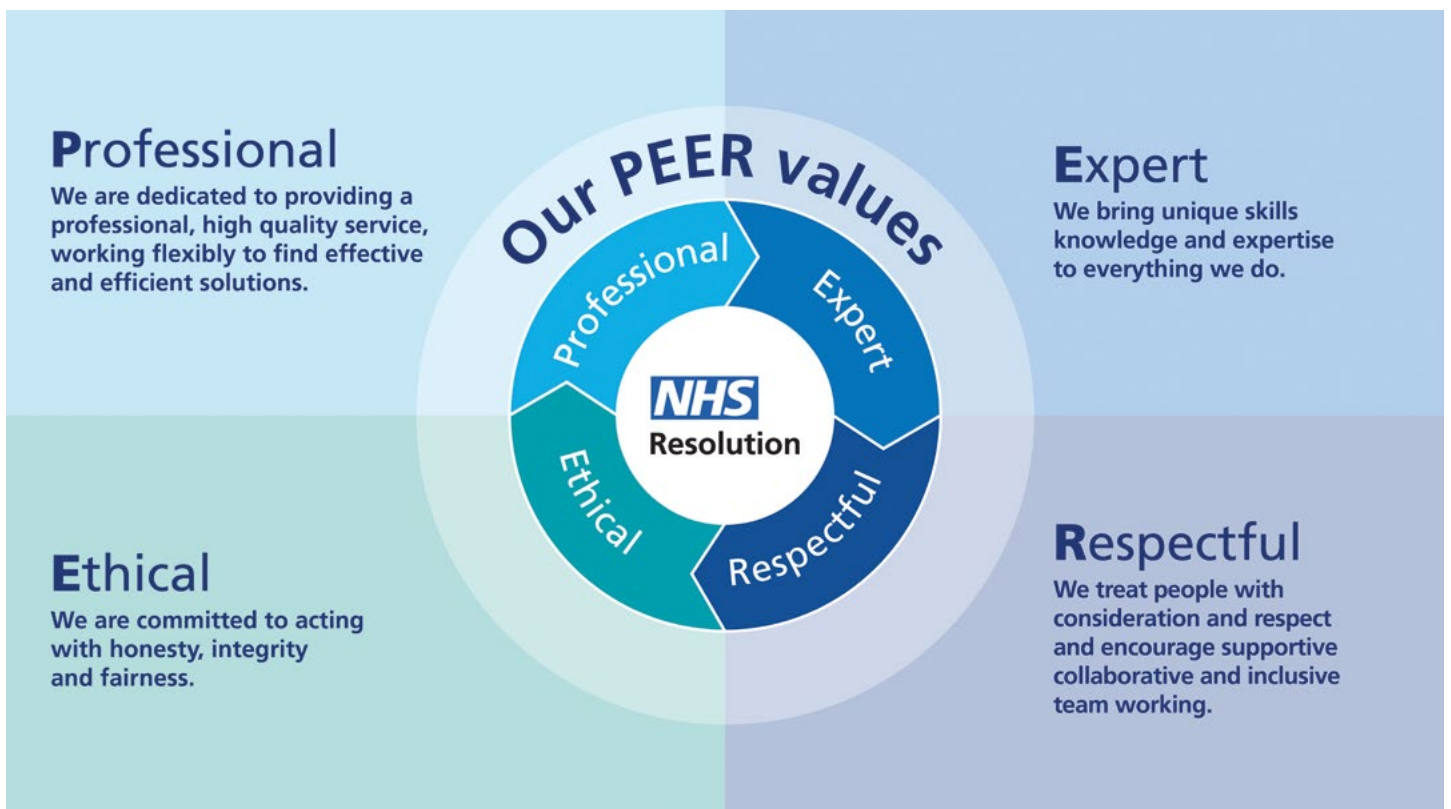 Our PEER values
Professional
We are dedicated to providing a
professional, high quality service,
working flexibly to find effective
and efficient solutions.
Expert
We bring unique skills
knowledge and expertise
to everything we do.
Professional
Expert
NHS
Resolution
Ethical
Respectful
Ethical
We are committed to acting
with honesty, integrity
and fairness.
Respectful
We treat people with
consideration and respect
and encourage supportive
collaborative and inclusive
team working.